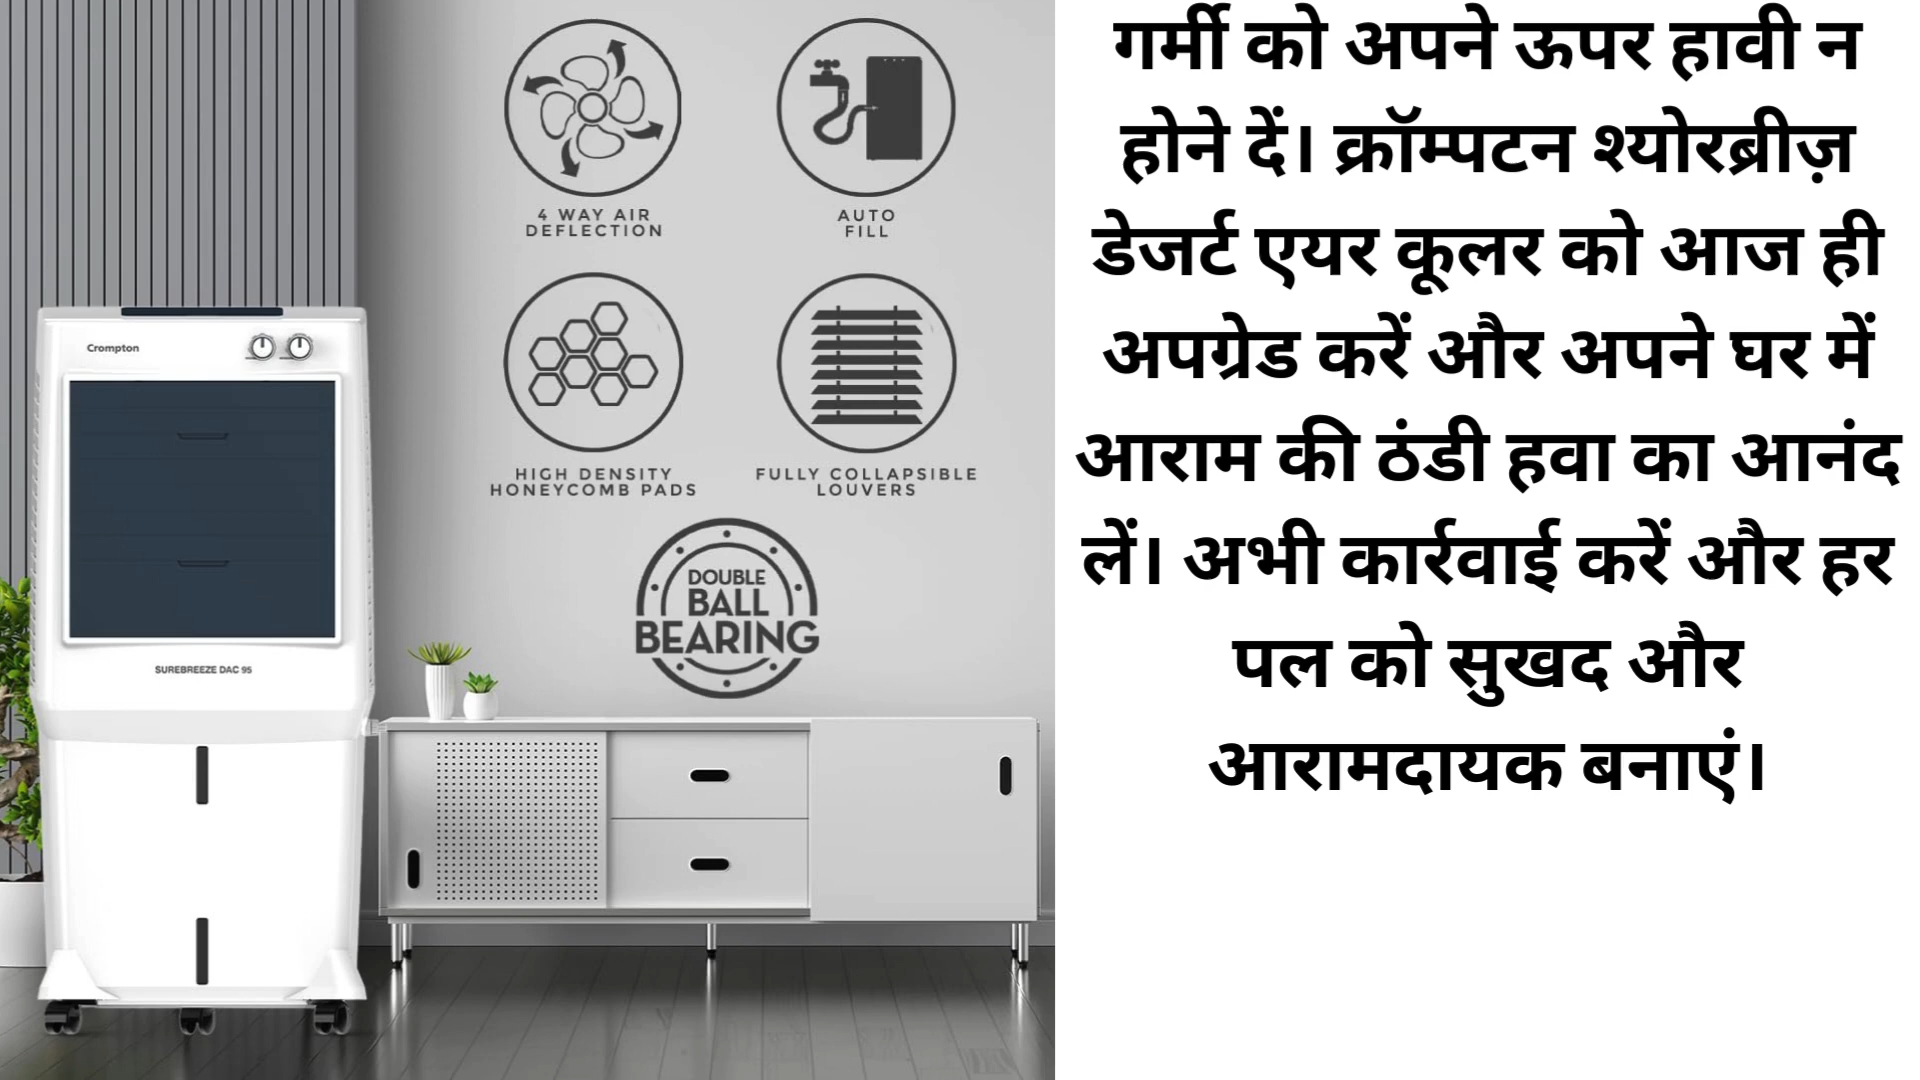 4 WAY AIR
DEFLECTION
AUTO
FILL
HIGH DENSITY
HONEYCOMB PADS
FULLY COLLAPSIBLE
LOUVERS
DOUBLE
BALL
BEARING
Crompton
SUREBREEZE DAC 95
गर्मी को अपने ऊपर हावी न
होने दें। क्रॉम्पटन श्योरब्रीज़
डेजर्ट एयर कूलर को आज ही
अपग्रेड करें और अपने घर में
आराम की ठंडी हवा का आनंद
लें। अभी कार्रवाई करें और हर
पल को सुखद और
आरामदायक बनाएं।